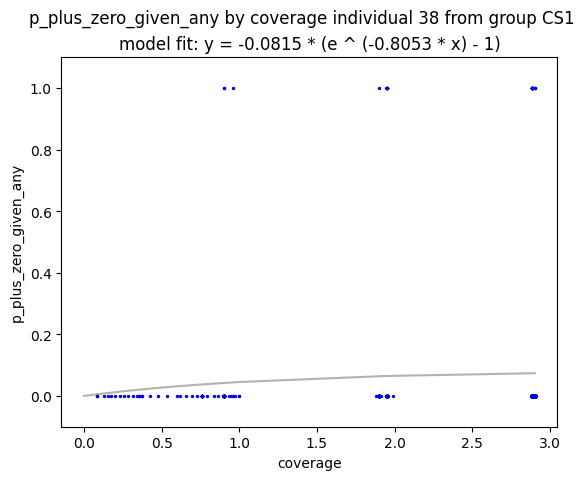 p_plus_zero_given_any by coverage individual 38 from group CS1
model fit: y = -0.0815 * (e ^ (-0.8053 * x) - 1)
p_plus_zero_given_any
1.0
0.8
0.6
0.4
0.2
0.0
0.0 0.5 1.0 1.5 2.0 2.5 3.0
coverage